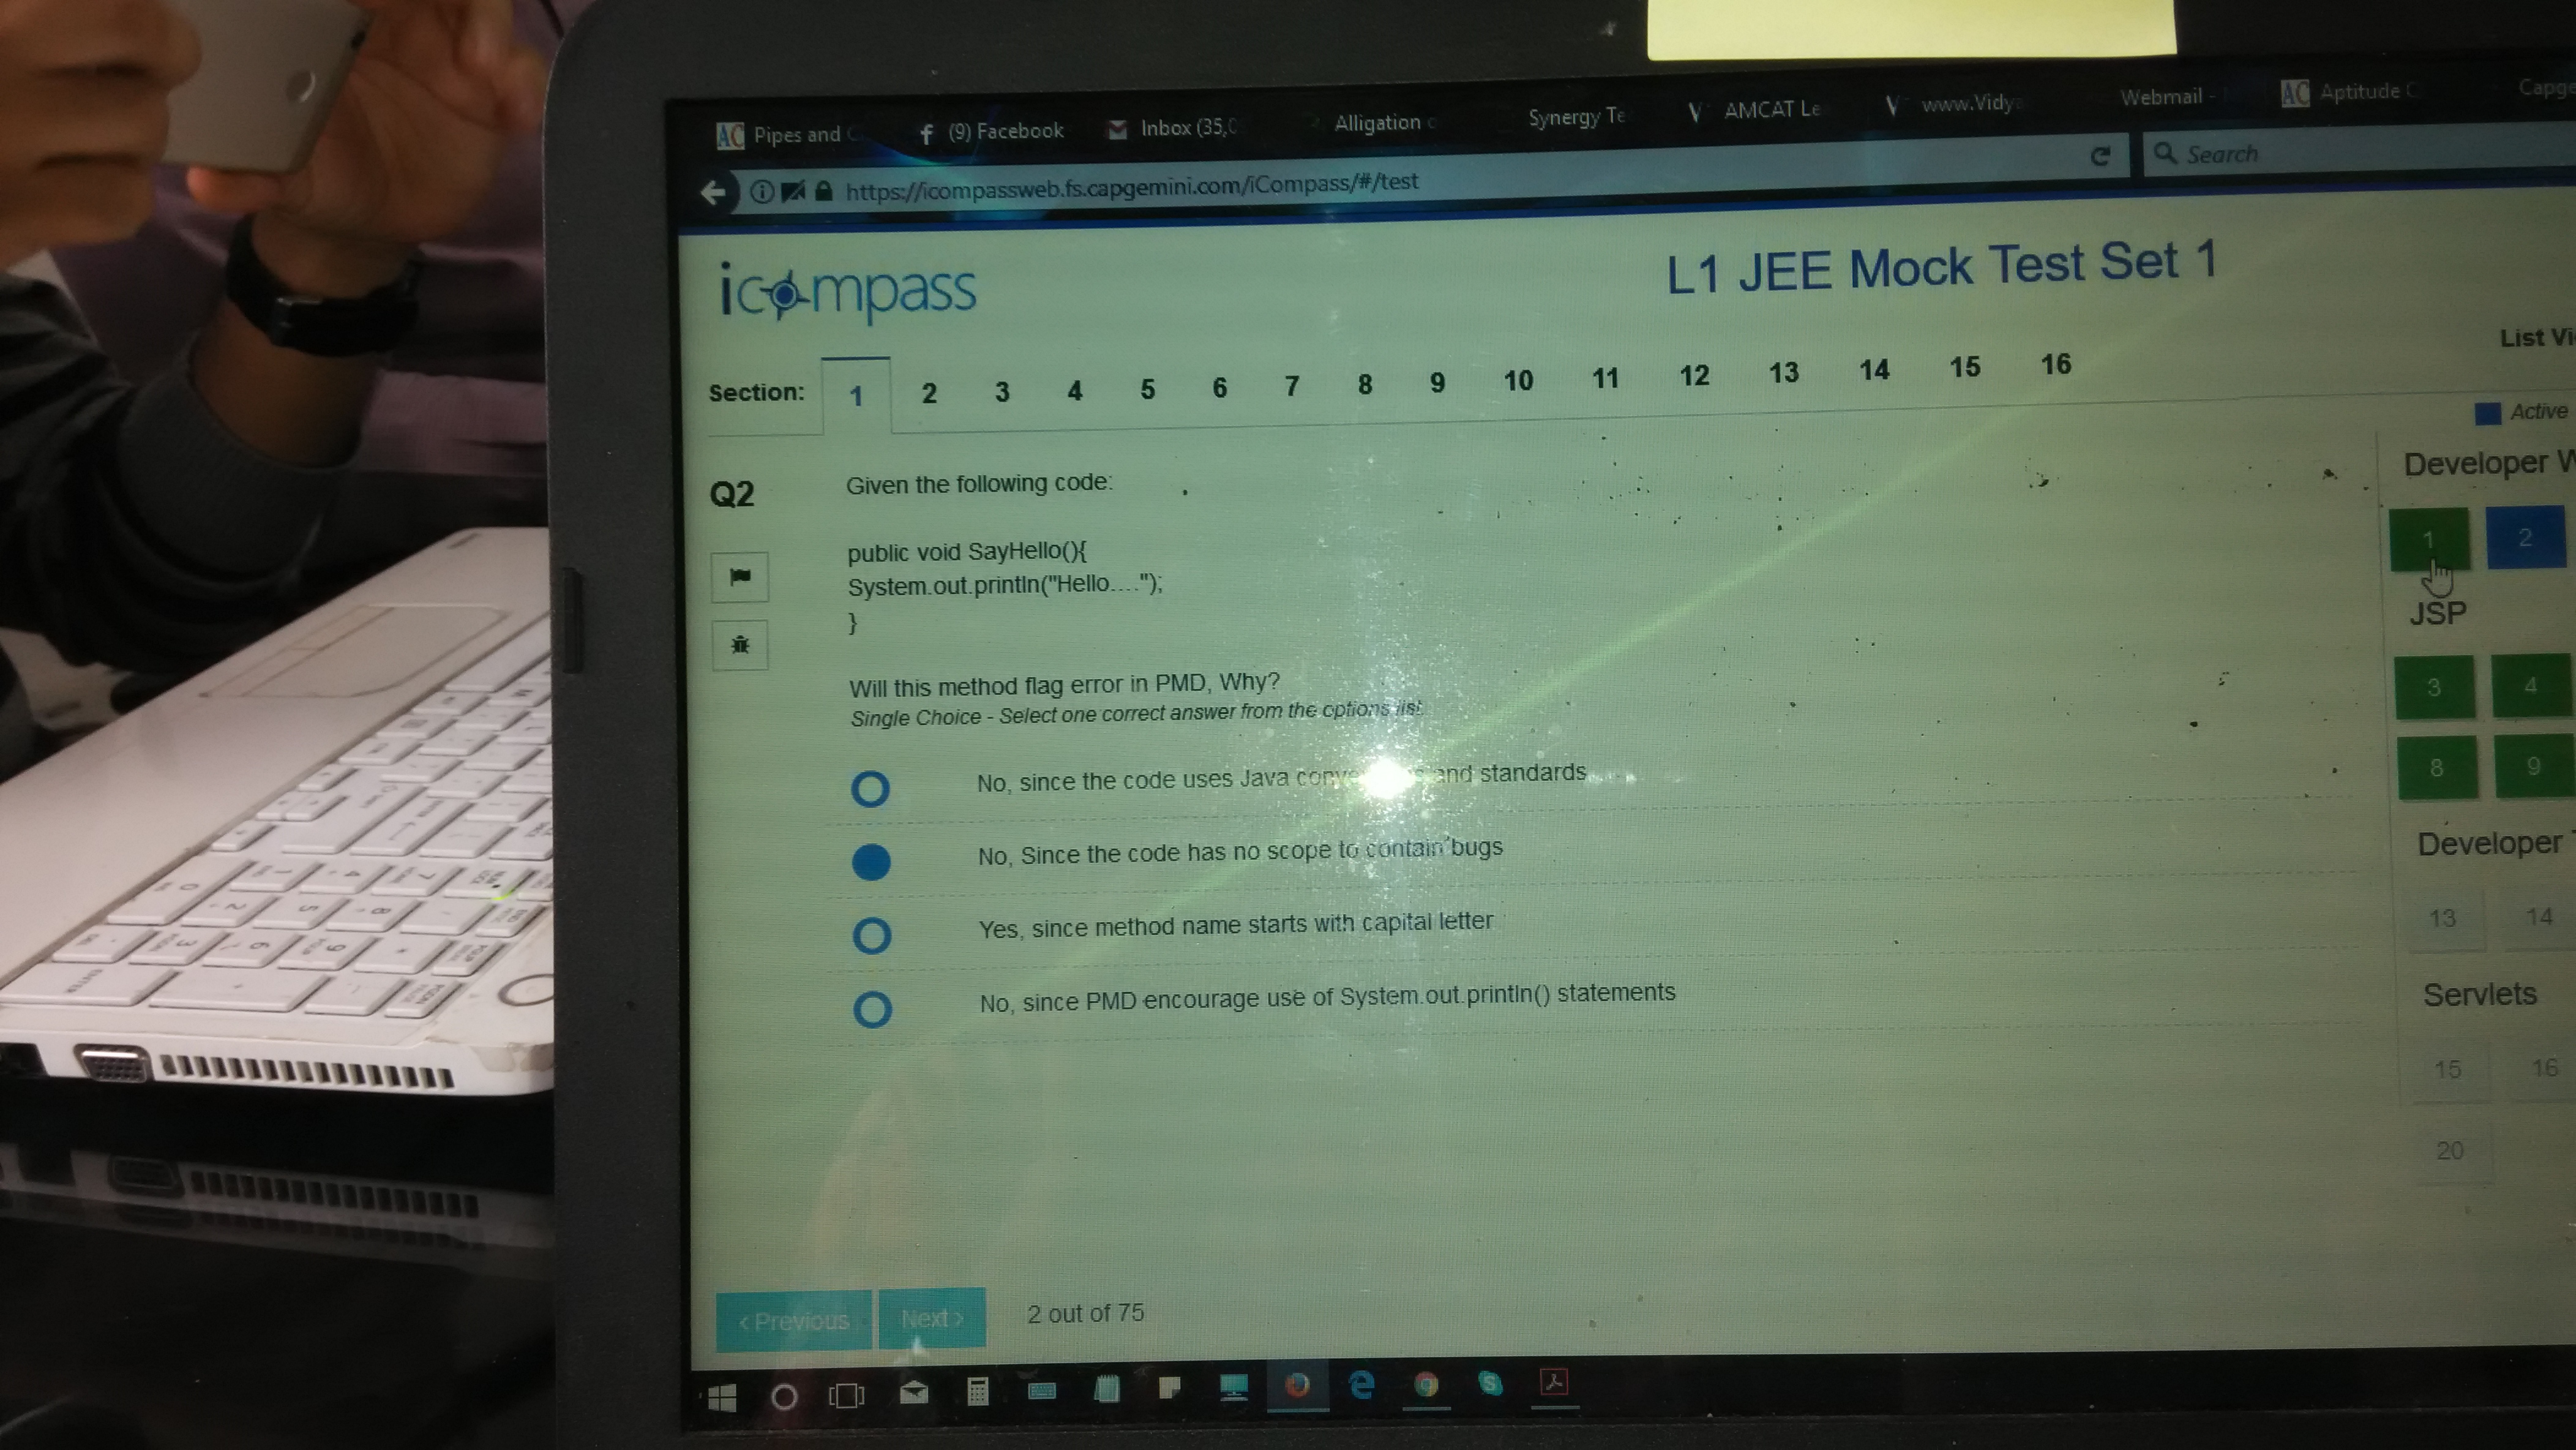 Pipes and
(9) Facebook
Inbox (35,
Alligation
Synergy Te
AMCAT Le
www.Vidy
Webmail -
AC Aptitude C
Capge
https://icompassweb.fs.capgemini.com/iCompass/#/test
Search
icompass
L1 JEE Mock Test Set 1
List Vi
Section: 1 2 3 4 5 6 7 8 9 10 11 12 13 14 15 16
Active
Q2
Given the following code:
public void SayHello(){
System.out.println("Hello....");
}
Will this method flag error in PMD, Why?
Single Choice - Select one correct answer from the options list
No, since the code uses Java and standards
No, Since the code has no scope to contain bugs
Yes, since method name starts with capital letter
No, since PMD encourage use of System.out.println() statements
Developer W
1 2
JSP
3 4
8 9
Developer
13 14
Servlets
15 16
20
< Previous
Next >
2 out of 75